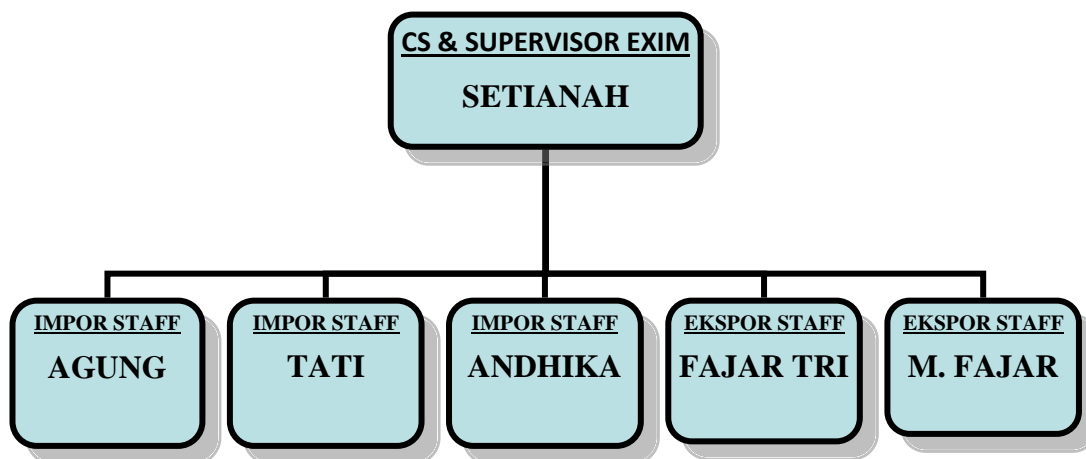 CS & SUPERVISOR EXIM
SETIANAH
IMPOR STAFF
AGUNG
IMPOR STAFF
TATI
IMPOR STAFF
ANDHIKA
EKSPOR STAFF
FAJAR TRI
EKSPOR STAFF
M. FAJAR